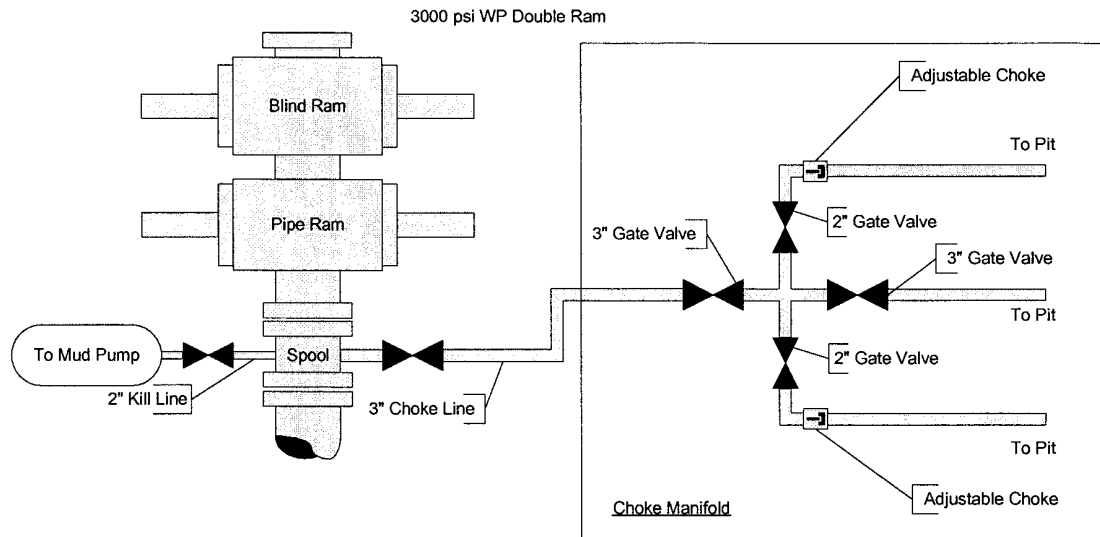 3000 psi WP Double Ram
Blind Ram
Pipe Ram
To Mud Pump
Spool
2" Kill Line
3" Choke Line
Adjustable Choke
To Pit
2" Gate Valve
3" Gate Valve
3" Gate Valve
To Pit
2" Gate Valve
To Pit
Adjustable Choke
Choke Manifold